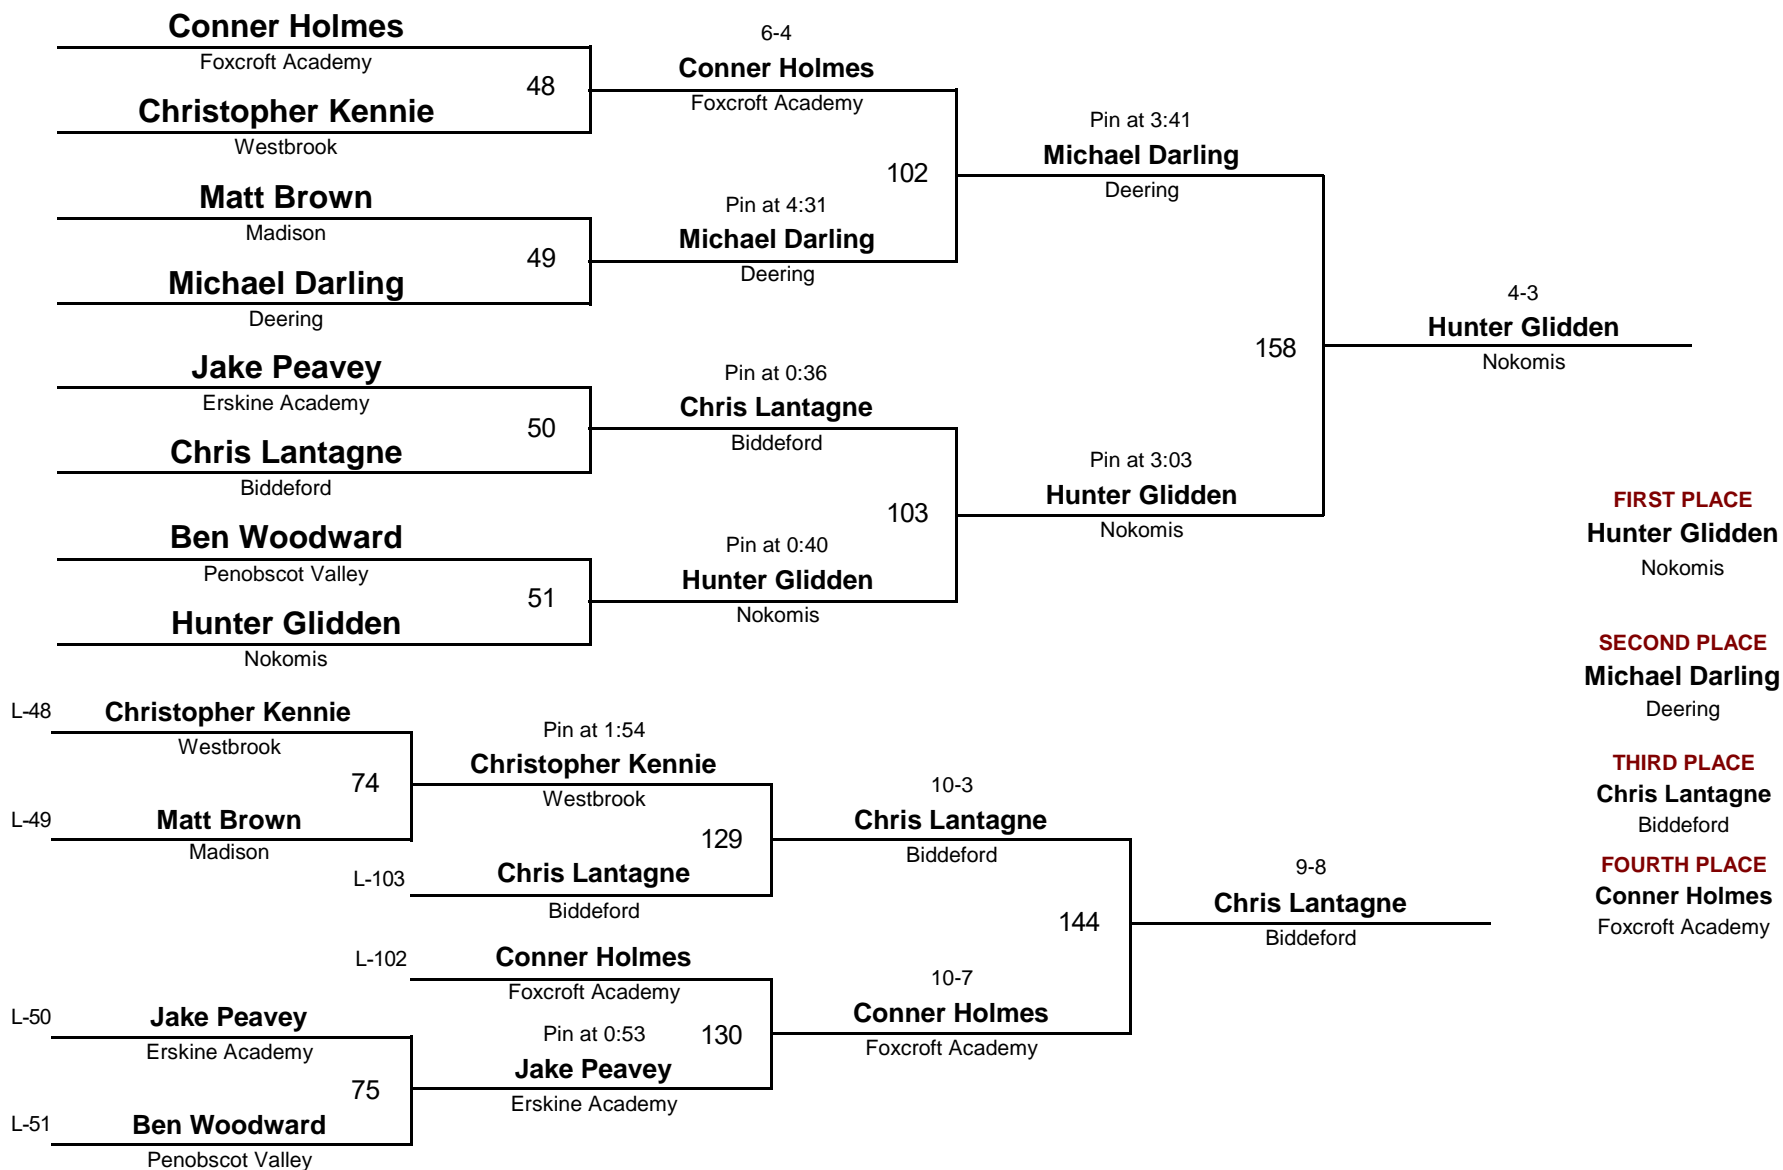 Conner Holmes
Foxcroft Academy
48
Christopher Kennie
Westbrook
Matt Brown
Madison
49
Michael Darling
Deering
Jake Peavey
Erskine Academy
50
Chris Lantagne
Biddeford
Ben Woodward
Penobscot Valley
51
Hunter Glidden
Nokomis
6-4
Conner Holmes
Foxcroft Academy
102
Pin at 4:31
Michael Darling
Deering
Pin at 0:36
Chris Lantagne
Biddeford
103
Pin at 0:40
Hunter Glidden
Nokomis
Pin at 3:41
Michael Darling
Deering
158
Pin at 3:03
Hunter Glidden
Nokomis
4-3
Hunter Glidden
Nokomis
FIRST PLACE
Hunter Glidden
Nokomis
SECOND PLACE
Michael Darling
Deering
THIRD PLACE
Chris Lantagne
Biddeford
FOURTH PLACE
Conner Holmes
Foxcroft Academy
L-48
Christopher Kennie
Westbrook
74
L-49
Matt Brown
Madison
L-50
Jake Peavey
Erskine Academy
75
L-51
Ben Woodward
Penobscot Valley
Pin at 1:54
Christopher Kennie
Westbrook
129
L-103
Chris Lantagne
Biddeford
L-102
Conner Holmes
Foxcroft Academy
130
Pin at 0:53
Jake Peavey
Erskine Academy
10-3
Chris Lantagne
Biddeford
144
10-7
Conner Holmes
Foxcroft Academy
9-8
Chris Lantagne
Biddeford